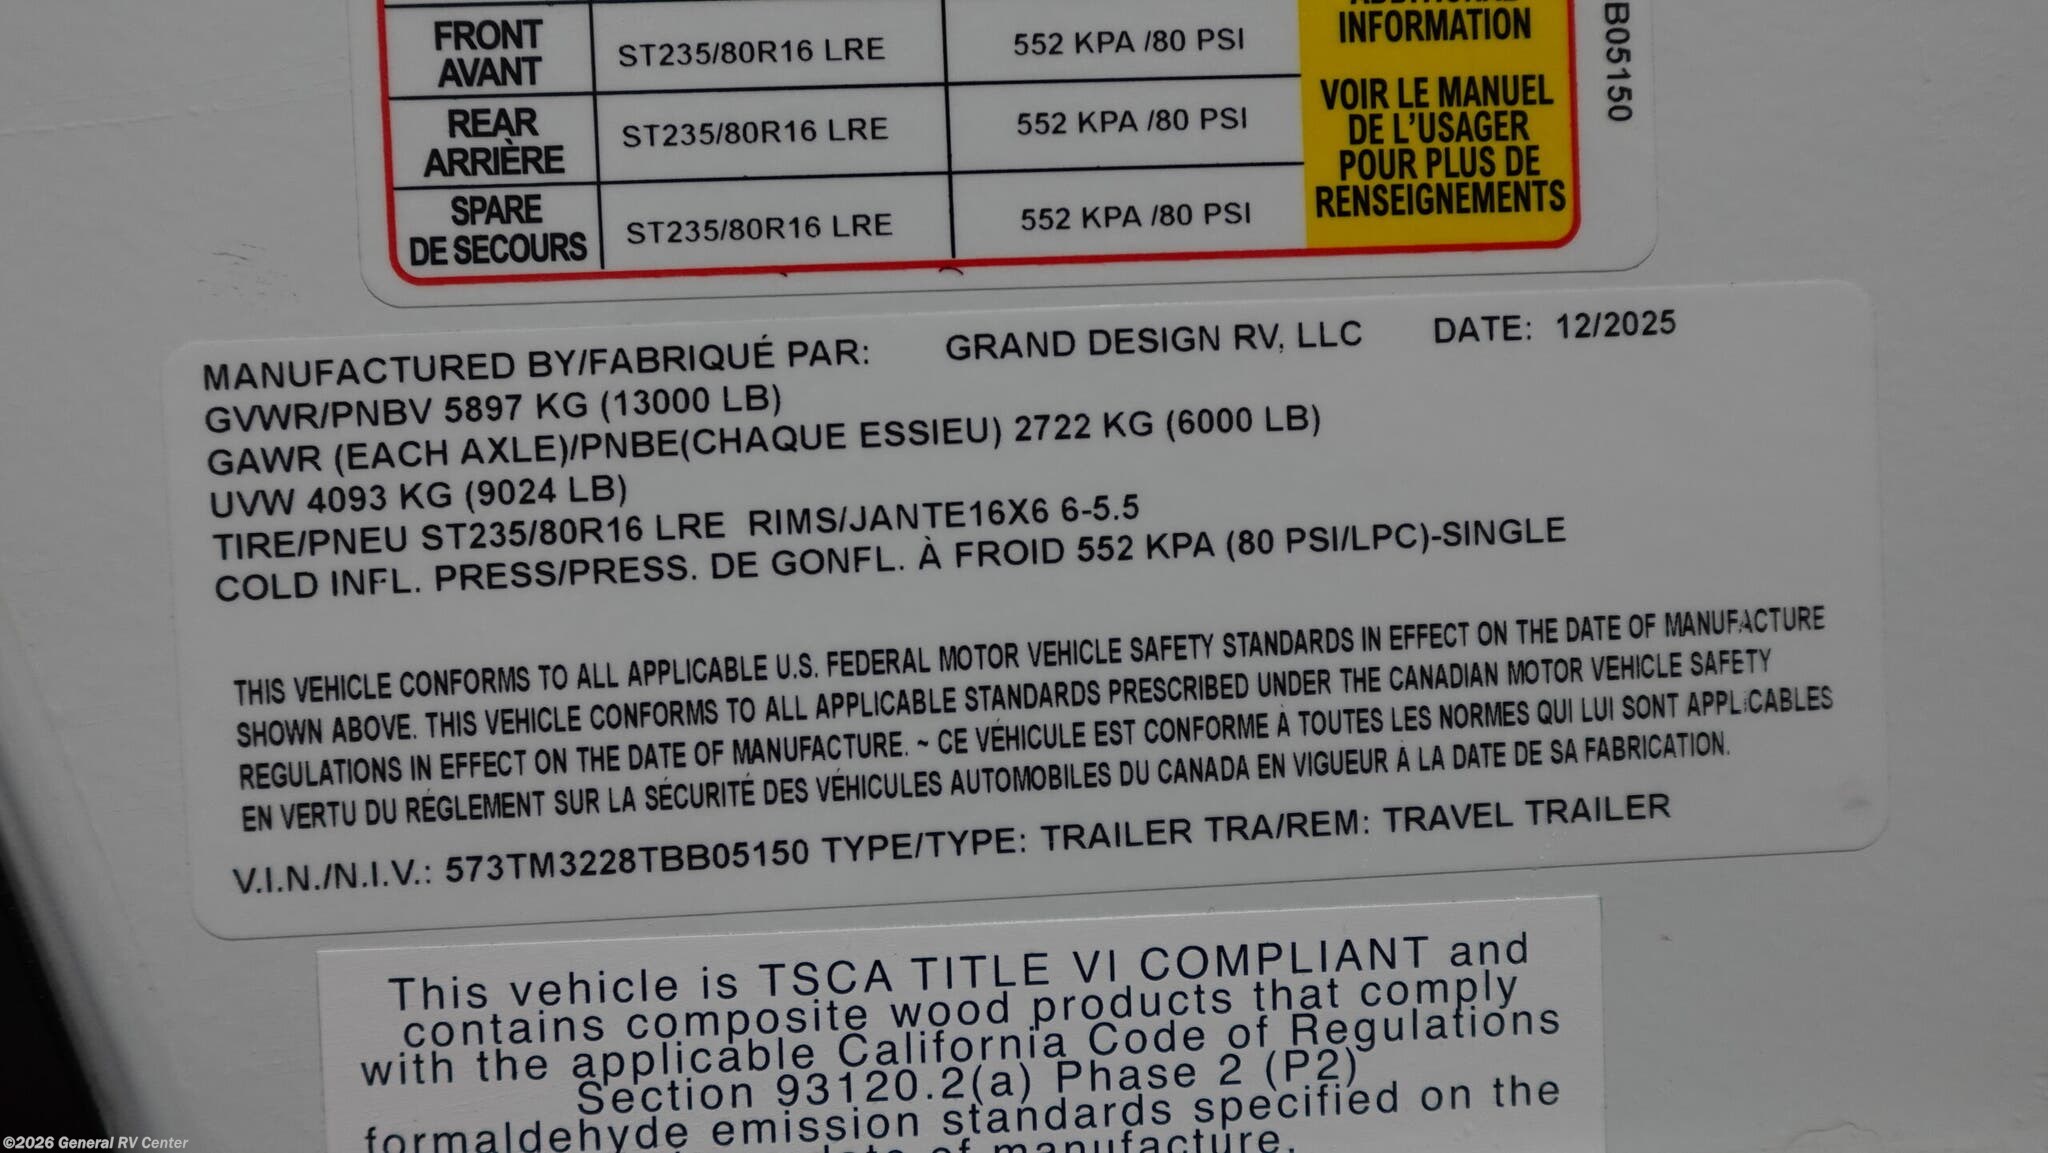 FRONT
AVANT
ST235/80R16 LRE
552 KPA /80 PSI
REAR
ARRIÈRE
ST235/80R16 LRE
552 KPA /80 PSI
SPARE
DE SECOURS
ST235/80R16 LRE
552 KPA /80 PSI
ADDITIONAL
INFORMATION
VOIR LE MANUEL
DE L'USAGER
POUR PLUS DE
RENSEIGNEMENTS
B05150
MANUFACTURED BY/FABRIQUÉ PAR: GRAND DESIGN RV, LLC DATE: 12/2025
GVWR/PNBV 5897 KG (13000 LB)
GAWR (EACH AXLE)/PNBE(CHAQUE ESSIEU) 2722 KG (6000 LB)
UVW 4093 KG (9024 LB)
TIRE/PNEU ST235/80R16 LRE RIMS/JANTE16X6 6-5.5
COLD INFL. PRESS/PRESS. DE GONFL. À FROID 552 KPA (80 PSI/LPC)-SINGLE
THIS VEHICLE CONFORMS TO ALL APPLICABLE U.S. FEDERAL MOTOR VEHICLE SAFETY STANDARDS IN EFFECT ON THE DATE OF MANUFACTURE
SHOWN ABOVE. THIS VEHICLE CONFORMS TO ALL APPLICABLE STANDARDS PRESCRIBED UNDER THE CANADIAN MOTOR VEHICLE SAFETY
REGULATIONS IN EFFECT ON THE DATE OF MANUFACTURE. ~ CE VÉHICULE EST CONFORME À TOUTES LES NORMES QUI LUI SONT APPLICABLES
EN VERTU DU RÉGLEMENT SUR LA SÉCURITÉ DES VÉHICULES AUTOMOBILES DU CANADA EN VIGUEUR À LA DATE DE SA FABRICATION.
V.I.N./N.I.V.: 573TM3228TBB05150 TYPE/TYPE: TRAILER TRA/REM: TRAVEL TRAILER
This vehicle is TSCA TITLE VI COMPLIANT and
contains composite wood products that comply
with the applicable California Code of Regulations
Section 93120.2(a) Phase 2 (P2)
formaldehyde emission standards specified on the
date of manufacture.
©2026 General RV Center